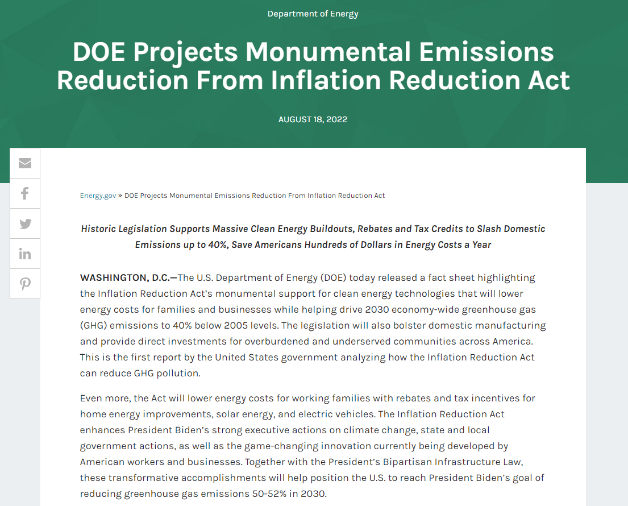 Department of Energy
DOE Projects Monumental Emissions
Reduction From Inflation Reduction Act
AUGUST 18, 2022
Energy.gov » DOE Projects Monumental Emissions Reduction From Inflation Reduction Act
Historic Legislation Supports Massive Clean Energy Buildouts, Rebates and Tax Credits to Slash Domestic
Emissions up to 40%, Save Americans Hundreds of Dollars in Energy Costs a Year
WASHINGTON, D.C.—The U.S. Department of Energy (DOE) today released a fact sheet highlighting
the Inflation Reduction Act's monumental support for clean energy technologies that will lower
energy costs for families and businesses while helping drive 2030 economy-wide greenhouse gas
(GHG) emissions to 40% below 2005 levels. The legislation will also bolster domestic manufacturing
and provide direct investments for overburdened and underserved communities across America.
This is the first report by the United States government analyzing how the Inflation Reduction Act
can reduce GHG pollution.
Even more, the Act will lower energy costs for working families with rebates and tax incentives for
home energy improvements, solar energy, and electric vehicles. The Inflation Reduction Act
enhances President Biden's strong executive actions on climate change, state and local
government actions, as well as the game-changing innovation currently being developed by
American workers and businesses. Together with the President's Bipartisan Infrastructure Law,
these transformative accomplishments will help position the U.S. to reach President Biden's goal of
reducing greenhouse gas emissions 50-52% in 2030.